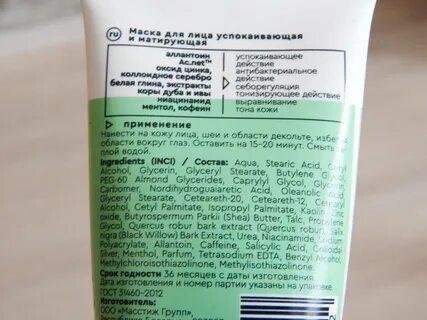 ru
Маска для лица успокаивающая
и матирующая
аллантоин
Ac.net™
оксид цинка,
коллоидное серебро
белая глина, экстракты
коры дуба и ивы
ниацинамид
ментол, кофеин
успокаивающее
действие
антибактериальное
действие
себорегуляция
тонизирующее действие
выравнивание
тона кожи
применение
Нанести на кожу лица, шеи и области декольте, избегая
области вокруг глаз. Оставить на 15-20 минут. Смыть
плой водой.
Ingredients (INCI) / Состав: Aqua, Stearic Acid, Cetyl
Alcohol, Glycerin, Glyceryl Stearate, Butylene Glycol,
PEG-60 Almond Glycerides, Caprylyl Glycol, Glycerin,
Carbomer, Nordihydroguaiaretic Acid, Oleanolic A
Glyceryl Stearate, Ceteareth-20, Ceteareth-12, Cetearyl
Alcohol, Cetyl Palmitate, Isopropyl Palmitate, Kaolin, Zinc
oxide, Butyrospermum Parkii (Shea) Butter, Talc, Propylene
Glycol, Quercus robur bark extract (Quercus robur), Salix
nigra (Black Willow) Bark Extract, Urea, Niacinamide,
Polyacrylate, Allantoin, Caffeine, Salicylic Acid, Colloidal
Silver, Menthol, Parfum, Tetrasodium EDTA, Benzyl Alcohol,
Methylchloroisothiazolinone, Methylisothiazolinone.
Срок годности 36 месяцев с даты изготовления.
Дата изготовления и номер партии указаны на упаковке.
ГОСТ 31460-2012
Изготовитель:
ООО "Масстиж Групп",